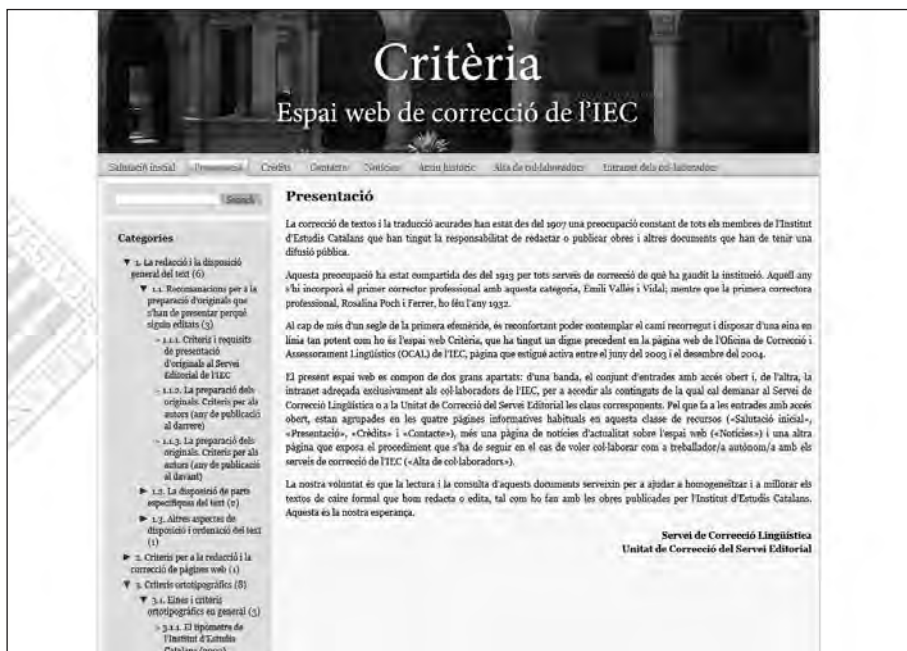 Critèria
Espai web de correcció de l'IEC
Salutació inicial Presentació Crèdits Contacte Notícies Arxiu històric Alta de col·laboradors Intranet dels col·laboradors
Search
Categories
▼ 1. La redacció i la disposició
general del text (6)
▼ 1.1. Recomanacions per a la
preparació d'originals que
s'han de presentar perquè
siguin editats (3)
» 1.1.1. Criteris i requisits
de presentació
d'originals al Servei
Editorial de l'IEC
» 1.1.2. La preparació dels
originals. Criteris per als
autors (any de publicació
al darrere)
» 1.1.3. La preparació dels
originals. Criteris per als
autors (any de publicació
al davant)
► 1.2. La disposició de parts
específiques del text (2)
► 1.3. Altres aspectes de
disposició i ordenació del text
(1)
► 2. Criteris per a la redacció i la
correcció de pàgines web (1)
▼ 3. Criteris ortotipogràfics (8)
▼ 3.1. Eines i criteris
ortotipogràfics en general (5)
» 3.1.1. El tipòmetre de
l'Institut d'Estudis
Presentació
La correcció de textos i la traducció acurades han estat des del 1907 una preocupació constant de tots els membres de l'Institut
d'Estudis Catalans que han tingut la responsabilitat de redactar o publicar obres i altres documents que han de tenir una
difusió pública.
Aquesta preocupació ha estat compartida des del 1913 per tots serveis de correcció de què ha gaudit la institució. Aquell any
s'hi incorporà el primer corrector professional amb aquesta categoria, Emili Vallès i Vidal; mentre que la primera correctora
professional, Rosalina Poch i Ferrer, ho féu l'any 1932.
Al cap de més d'un segle de la primera efemèride, és reconfortant poder contemplar el camí recorregut i disposar d'una eina en
línia tan potent com ho és l'espai web Critèria, que ha tingut un digne precedent en la pàgina web de l'Oficina de Correcció i
Assessorament Lingüístics (OCAL) de l'IEC, pàgina que estigué activa entre el juny del 2003 i el desembre del 2004.
El present espai web es compon de dos grans apartats: d'una banda, el conjunt d'entrades amb accés obert i, de l'altra, la
intranet adreçada exclusivament als col·laboradors de l'IEC, per a accedir als continguts de la qual cal demanar al Servei de
Correcció Lingüística o a la Unitat de Correcció del Servei Editorial les claus corresponents. Pel que fa a les entrades amb accés
obert, estan agrupades en les quatre pàgines informatives habituals en aquesta classe de recursos («Salutació inicial»,
«Presentació», «Crèdits» i «Contacte»), més una pàgina de notícies d'actualitat sobre l'espai web («Notícies») i una altra
pàgina que exposa el procediment que s'ha de seguir en el cas de voler col·laborar com a treballador/a autònom/a amb els
serveis de correcció de l'IEC («Alta de col·laboradors»).
La nostra voluntat és que la lectura i la consulta d'aquests documents serveixin per a ajudar a homogeneïtzar i a millorar els
textos de caire formal que hom redacta o edita, tal com ho fan amb les obres publicades per l'Institut d'Estudis Catalans.
Aquesta és la nostra esperança.
Servei de Correcció Lingüística
Unitat de Correcció del Servei Editorial